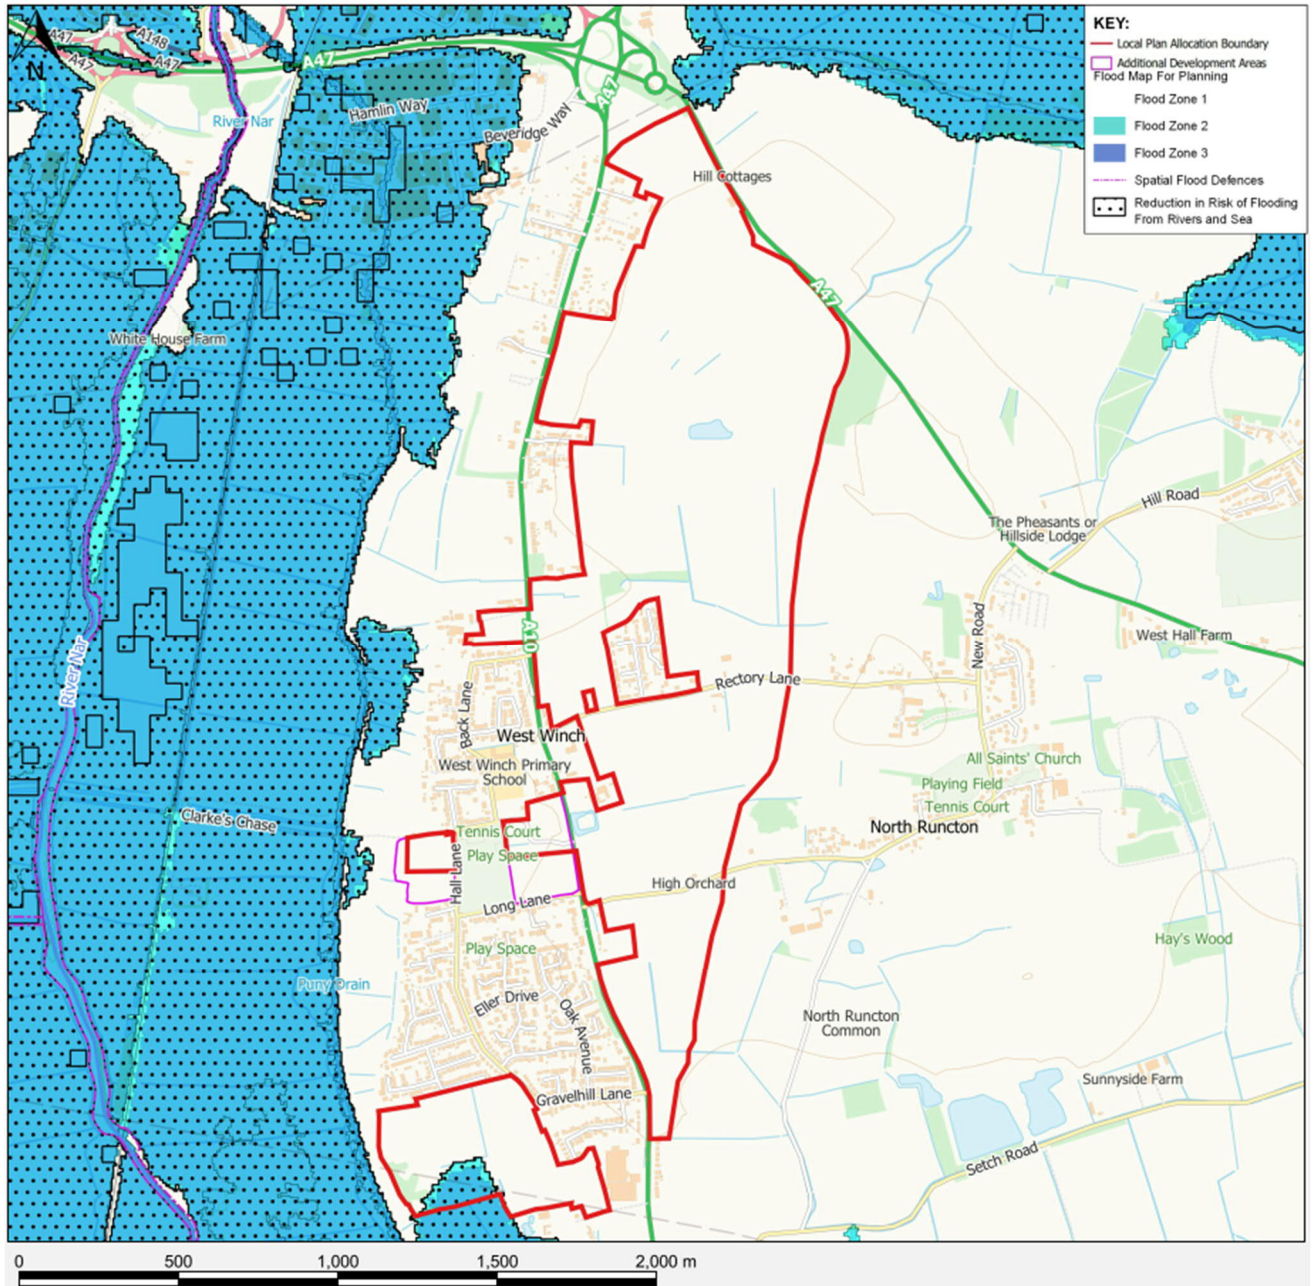 KEY:
Local Plan Allocation Boundary
Additional Development Areas
Flood Map For Planning
Flood Zone 1
Flood Zone 2
Flood Zone 3
Spatial Flood Defences
Reduction in Risk of Flooding
From Rivers and Sea
A47
A148
A47
A47
A47
A47
N
River Nar
Hamlin Way
Beveridge Way
Hill Cottages
A47
White House Farm
Hill Road
The Pheasants or
Hillside Lodge
A10
New Road
West Hall Farm
River Nar
Back Lane
Rectory Lane
West Winch
West Winch Primary
School
All Saints' Church
Playing Field
Tennis Court
Clarke's Chase
Tennis Court
Play Space
North Runcton
Hall Lane
High Orchard
Long Lane
Play Space
Hay's Wood
Puny Drain
Eller Drive
Oak Avenue
North Runcton
Common
Gravelhill Lane
Sunnyside Farm
Setch Road
0 500 1,000 1,500 2,000 m